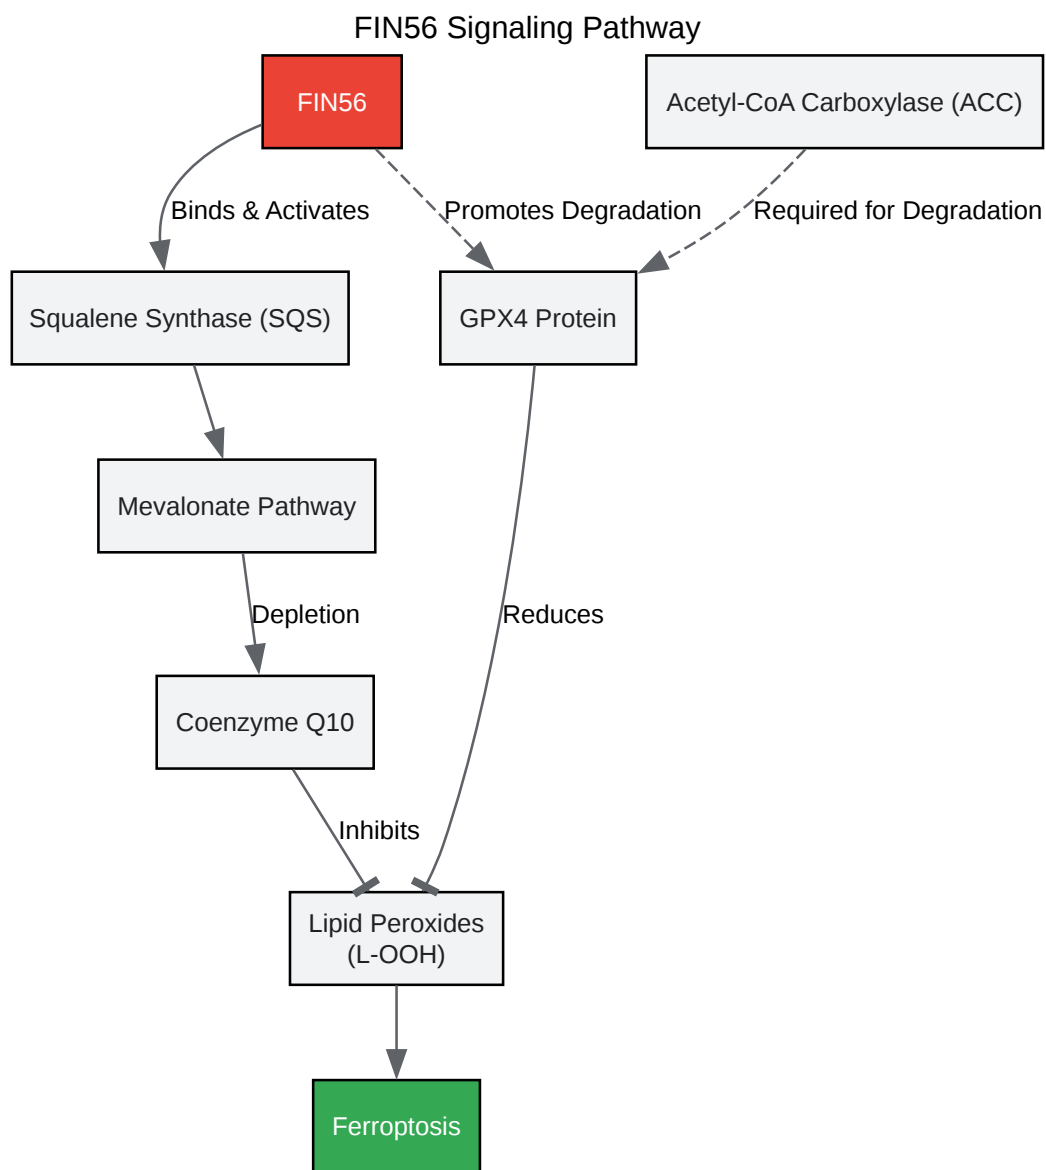 FIN56 Signaling Pathway
FIN56
Acetyl-CoA Carboxylase (ACC)
Binds & Activates
Promotes Degradation
Required for Degradation
Squalene Synthase (SQS)
GPX4 Protein
Mevalonate Pathway
Depletion
Reduces
Coenzyme Q10
Inhibits
Lipid Peroxides
(L-OOH)
Ferroptosis